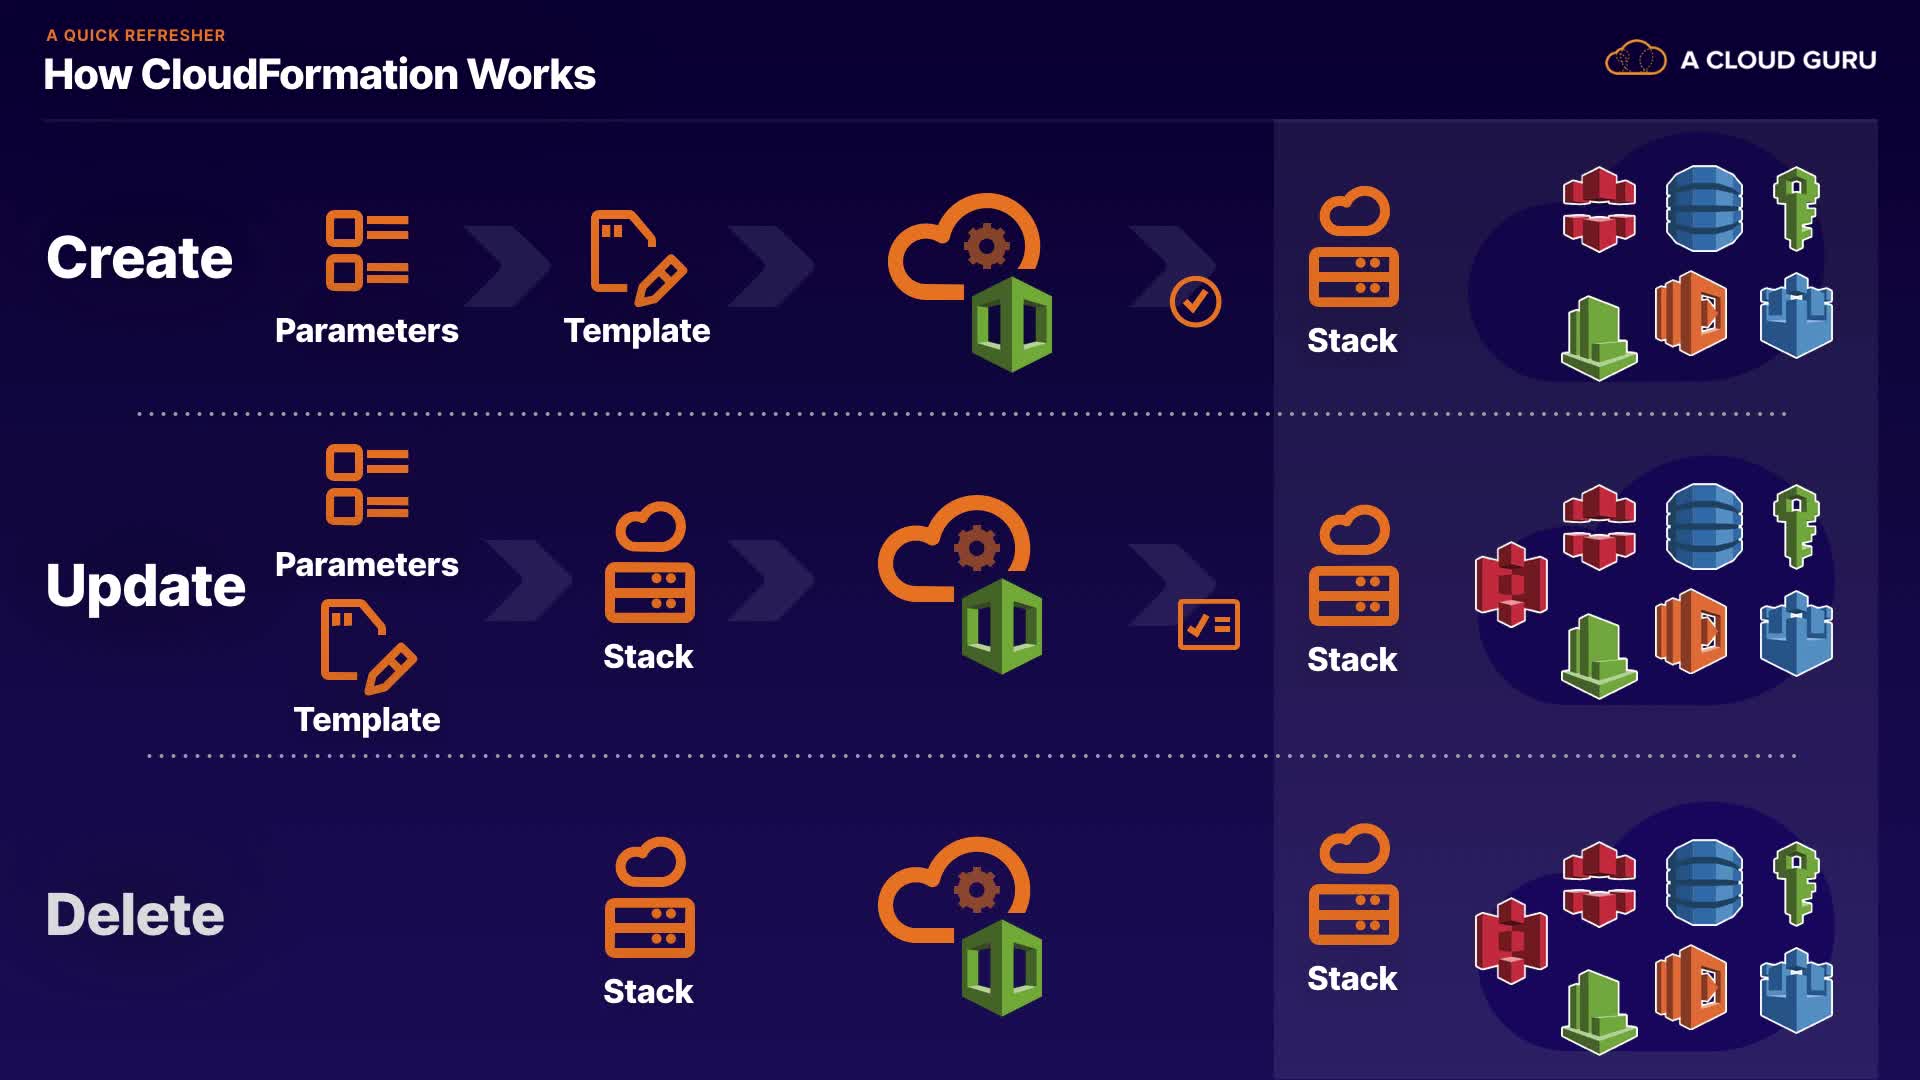 A QUICK REFRESHER
How CloudFormation Works
A CLOUD GURU
Create
Parameters
Template
Stack
Update
Parameters
Template
Stack
Stack
Delete
Stack
Stack